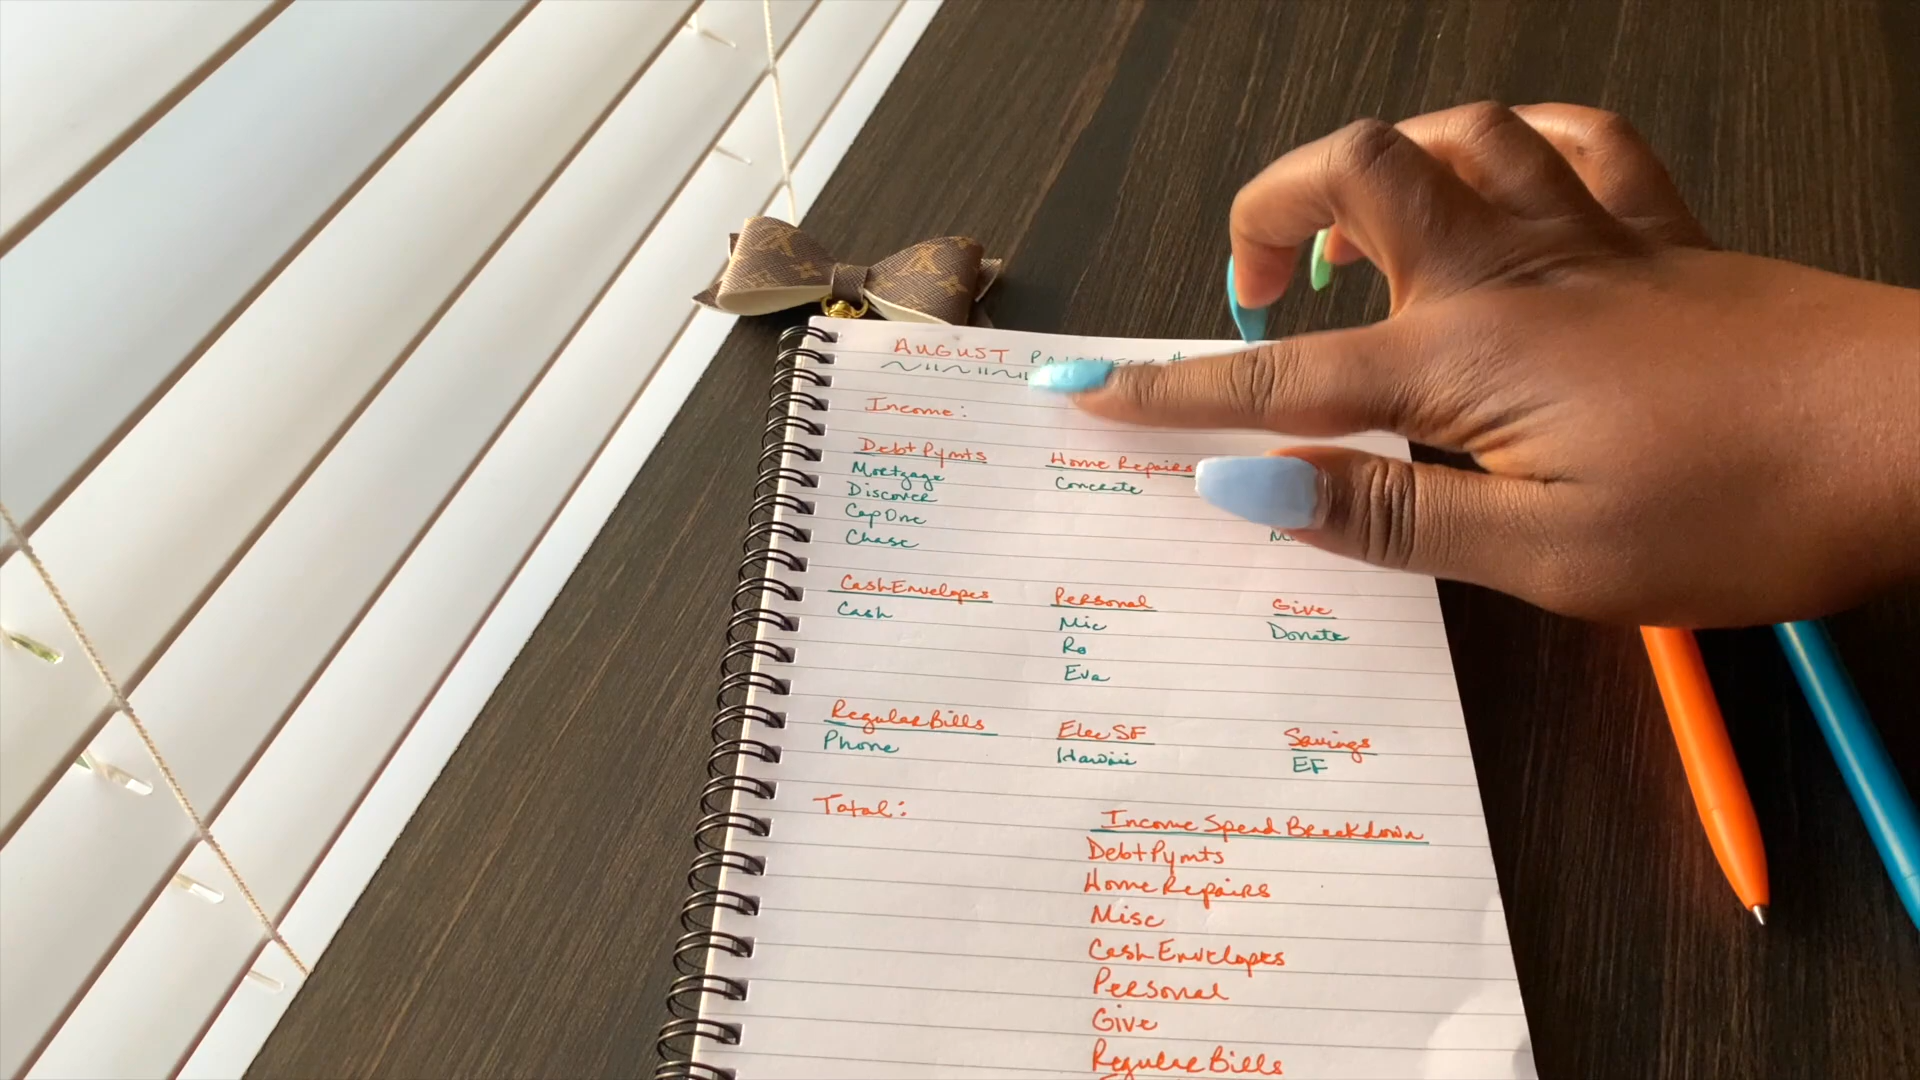 AUGUST PAYCHECK #
Income:
Debt Pymts
Mortgage
Discover
Cap One
Chase
Home Repairs
Concrete
Cash Envelopes
Cash
Personal
Mic
Ro
Eva
Give
Donate
Regular Bills
Phone
Elec SF
Hawaii
Savings
EF
Total:
Income Spend Breakdown
Debt Pymts
Home Repairs
Misc
Cash Envelopes
Personal
Give
Regular Bills